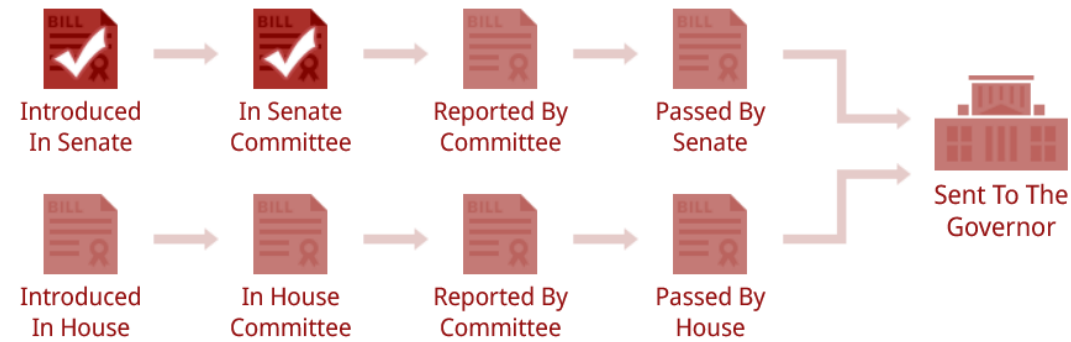 BILL
BILL
BILL
BILL
Introduced
In Senate
In Senate
Committee
Reported By
Committee
Passed By
Senate
Sent To The
Governor
BILL
BILL
BILL
BILL
Introduced
In House
In House
Committee
Reported By
Committee
Passed By
House